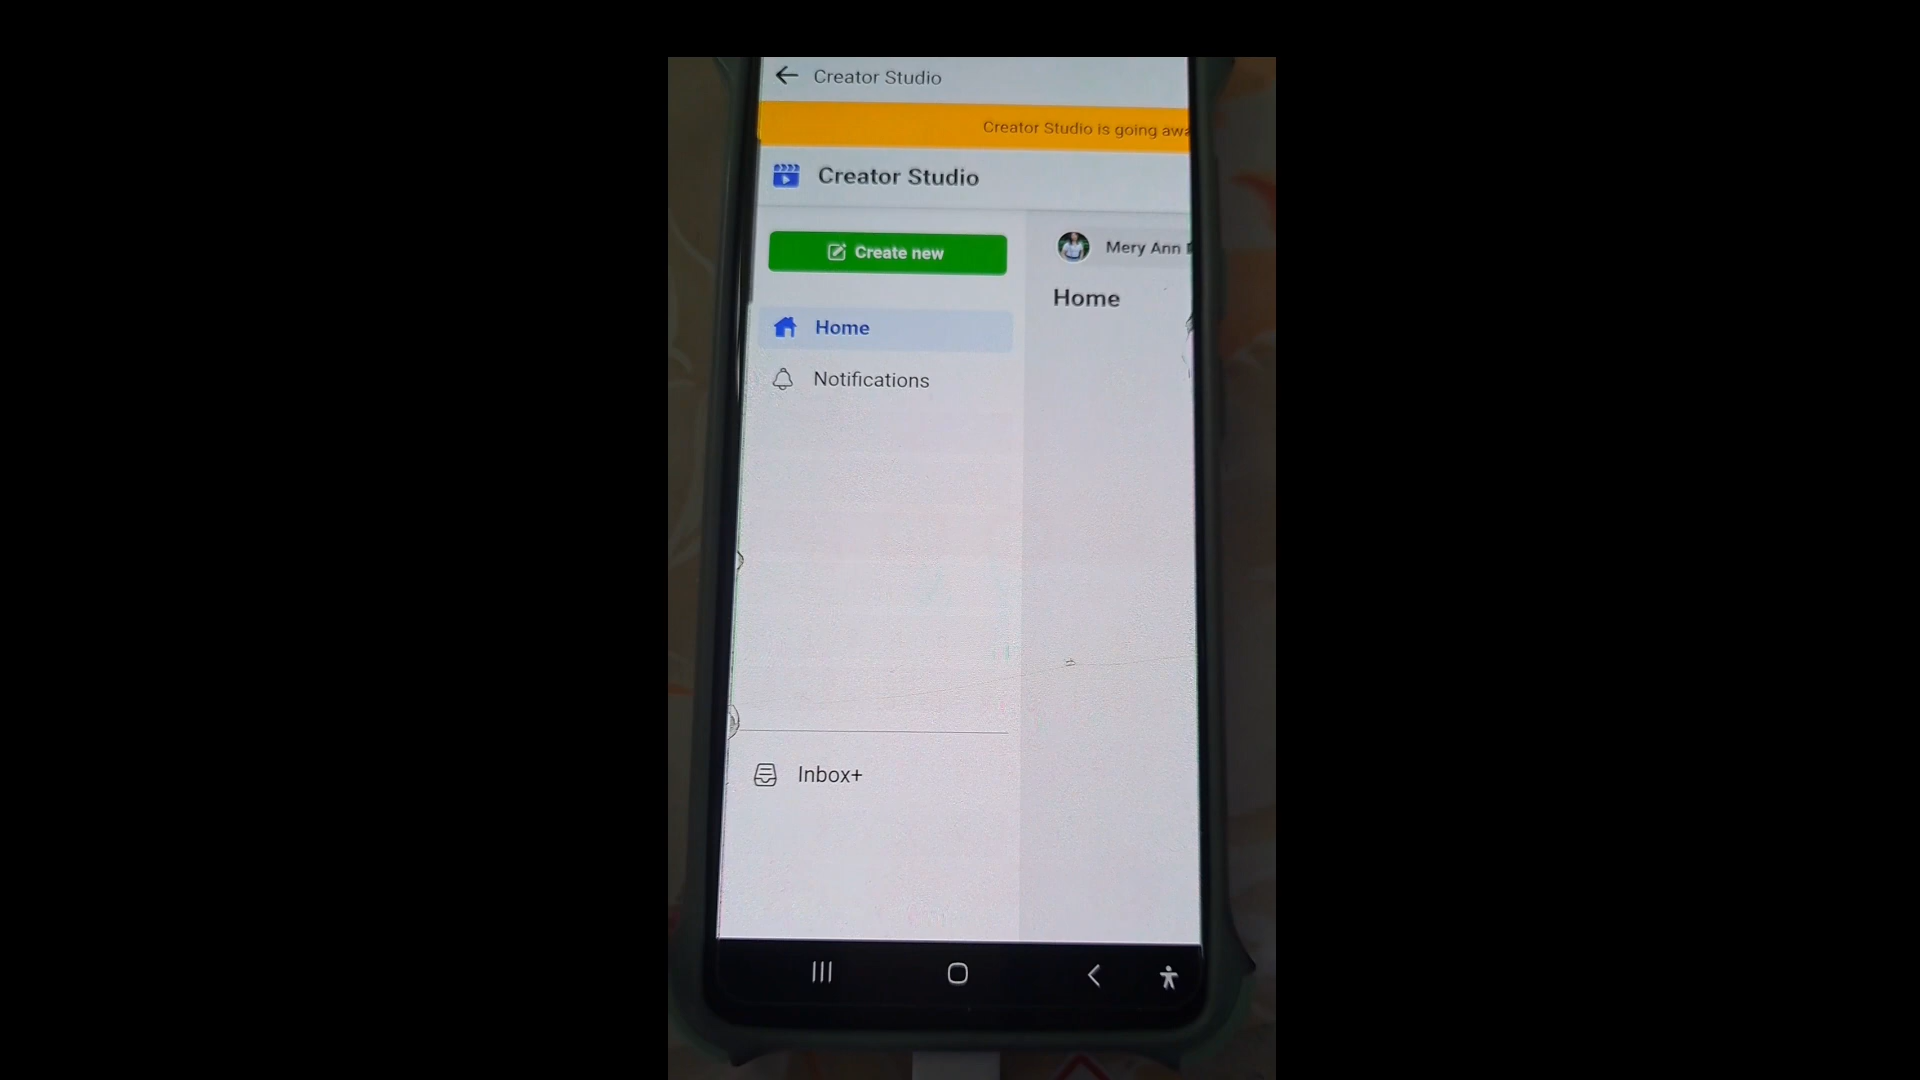 Creator Studio
Creator Studio is going
Creator Studio
Create new
Mery Ann
Home
Home
Notifications
Inbox+